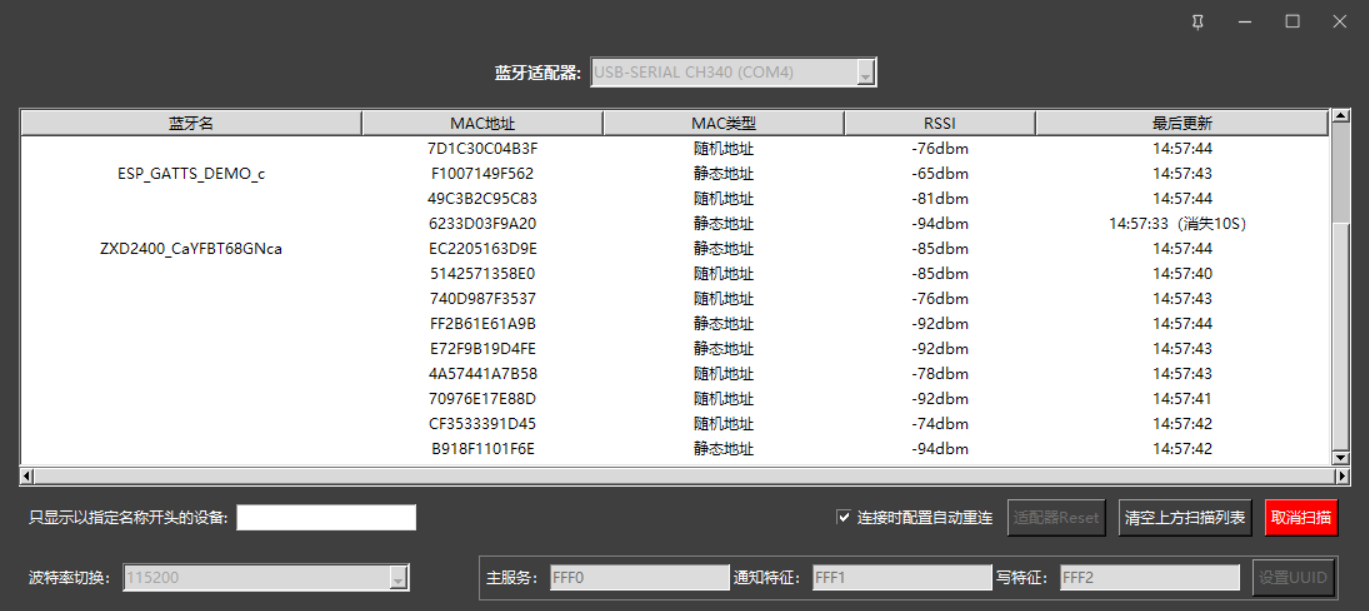 蓝牙适配器: USB-SERIAL CH340 (COM4)
蓝牙名 MAC地址 MAC类型 RSSI 最后更新
7D1C30C04B3F 随机地址 -76dbm 14:57:44
ESP_GATTS_DEMO_c F1007149F562 静态地址 -65dbm 14:57:43
49C3B2C95C83 随机地址 -81dbm 14:57:44
6233D03F9A20 静态地址 -94dbm 14:57:33（消失10S）
ZXD2400_CaYFBT68GNca EC2205163D9E 静态地址 -85dbm 14:57:44
5142571358E0 随机地址 -85dbm 14:57:40
740D987F3537 随机地址 -76dbm 14:57:43
FF2B61E61A9B 静态地址 -92dbm 14:57:44
E72F9B19D4FE 静态地址 -92dbm 14:57:43
4A57441A7B58 随机地址 -78dbm 14:57:43
70976E17E88D 随机地址 -92dbm 14:57:41
CF3533391D45 随机地址 -74dbm 14:57:42
B918F1101F6E 静态地址 -94dbm 14:57:42
只显示以指定名称开头的设备: 连接时配置自动重连 适配器Reset 清空上方扫描列表 取消扫描
波特率切换： 115200 主服务： FFF0 通知特征： FFF1 写特征： FFF2 设置UUID